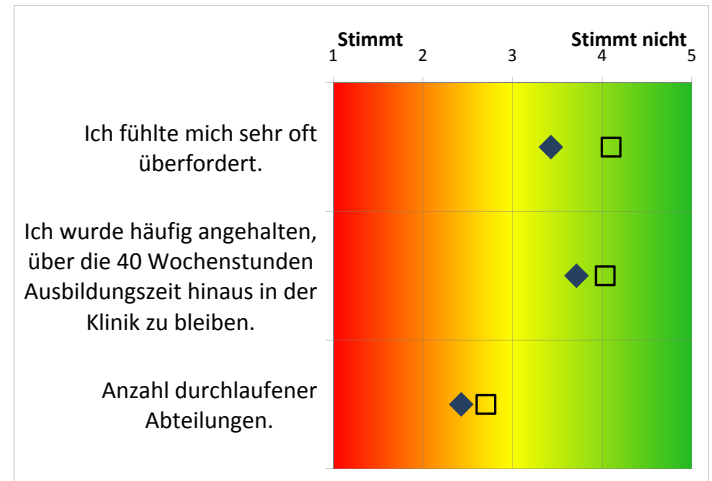 Stimmt Stimmt nicht
1 2 3 4 5
Ich fühlte mich sehr oft
überfordert.
Ich wurde häufig angehalten,
über die 40 Wochenstunden
Ausbildungszeit hinaus in der
Klinik zu bleiben.
Anzahl durchlaufener
Abteilungen.